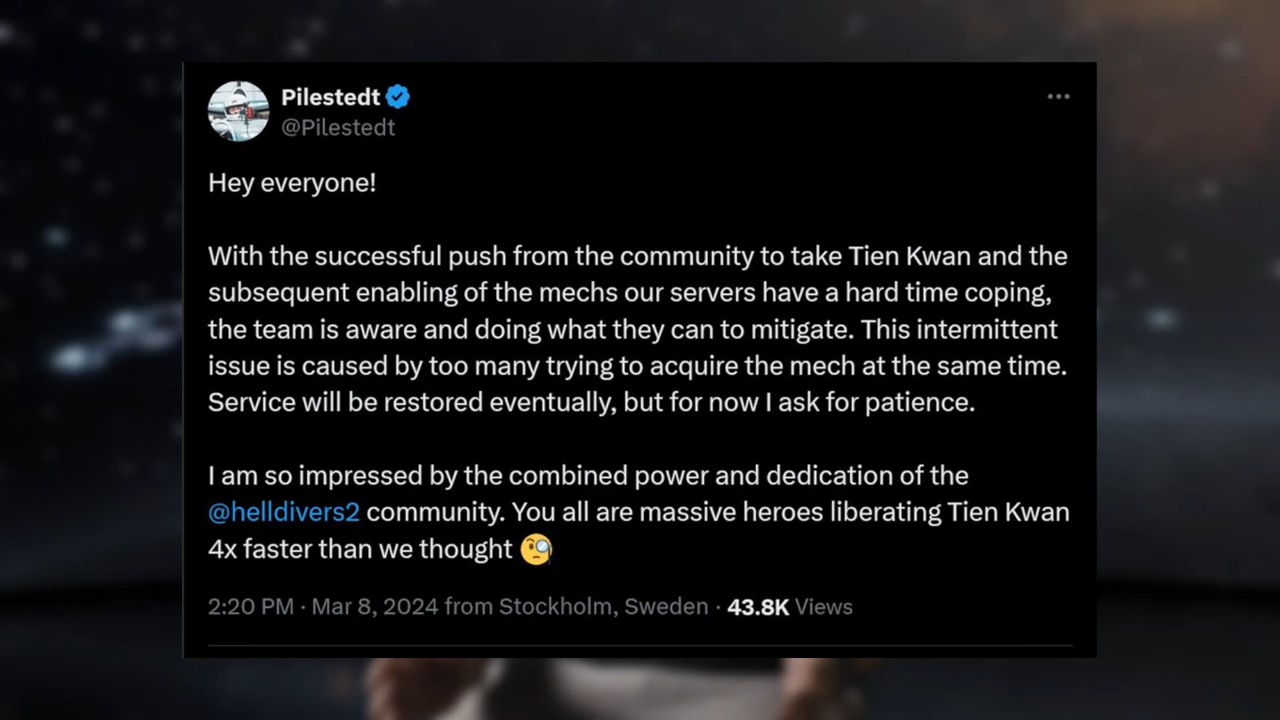 Pilestedt
@Pilestedt
Hey everyone!
With the successful push from the community to take Tien Kwan and the
subsequent enabling of the mechs our servers have a hard time coping,
the team is aware and doing what they can to mitigate. This intermittent
issue is caused by too many trying to acquire the mech at the same time.
Service will be restored eventually, but for now I ask for patience.
I am so impressed by the combined power and dedication of the
@helldivers2 community. You all are massive heroes liberating Tien Kwan
4x faster than we thought 🧐
2:20 PM · Mar 8, 2024 from Stockholm, Sweden · 43.8K Views